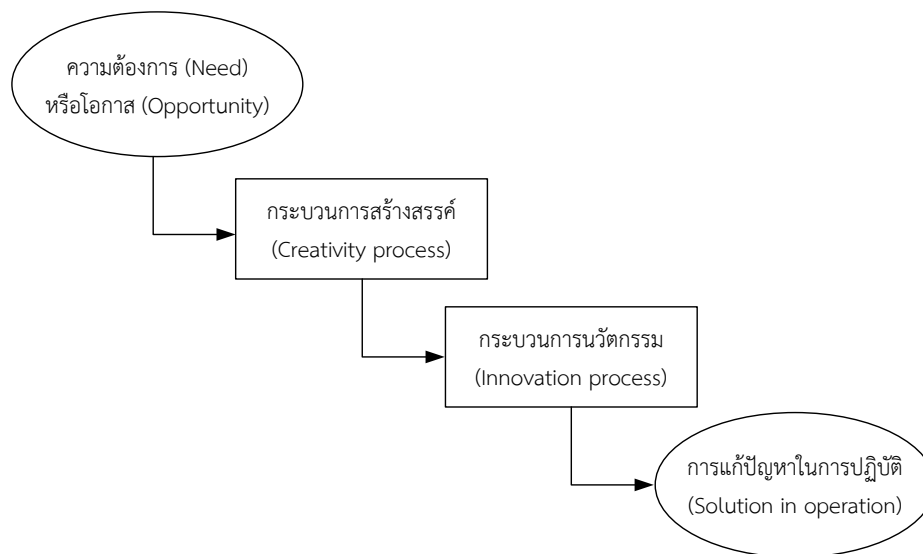 ความต้องการ (Need)
หรือโอกาส (Opportunity)
กระบวนการสร้างสรรค์
(Creativity process)
กระบวนการนวัตกรรม
(Innovation process)
การแก้ปัญหาในการปฏิบัติ
(Solution in operation)